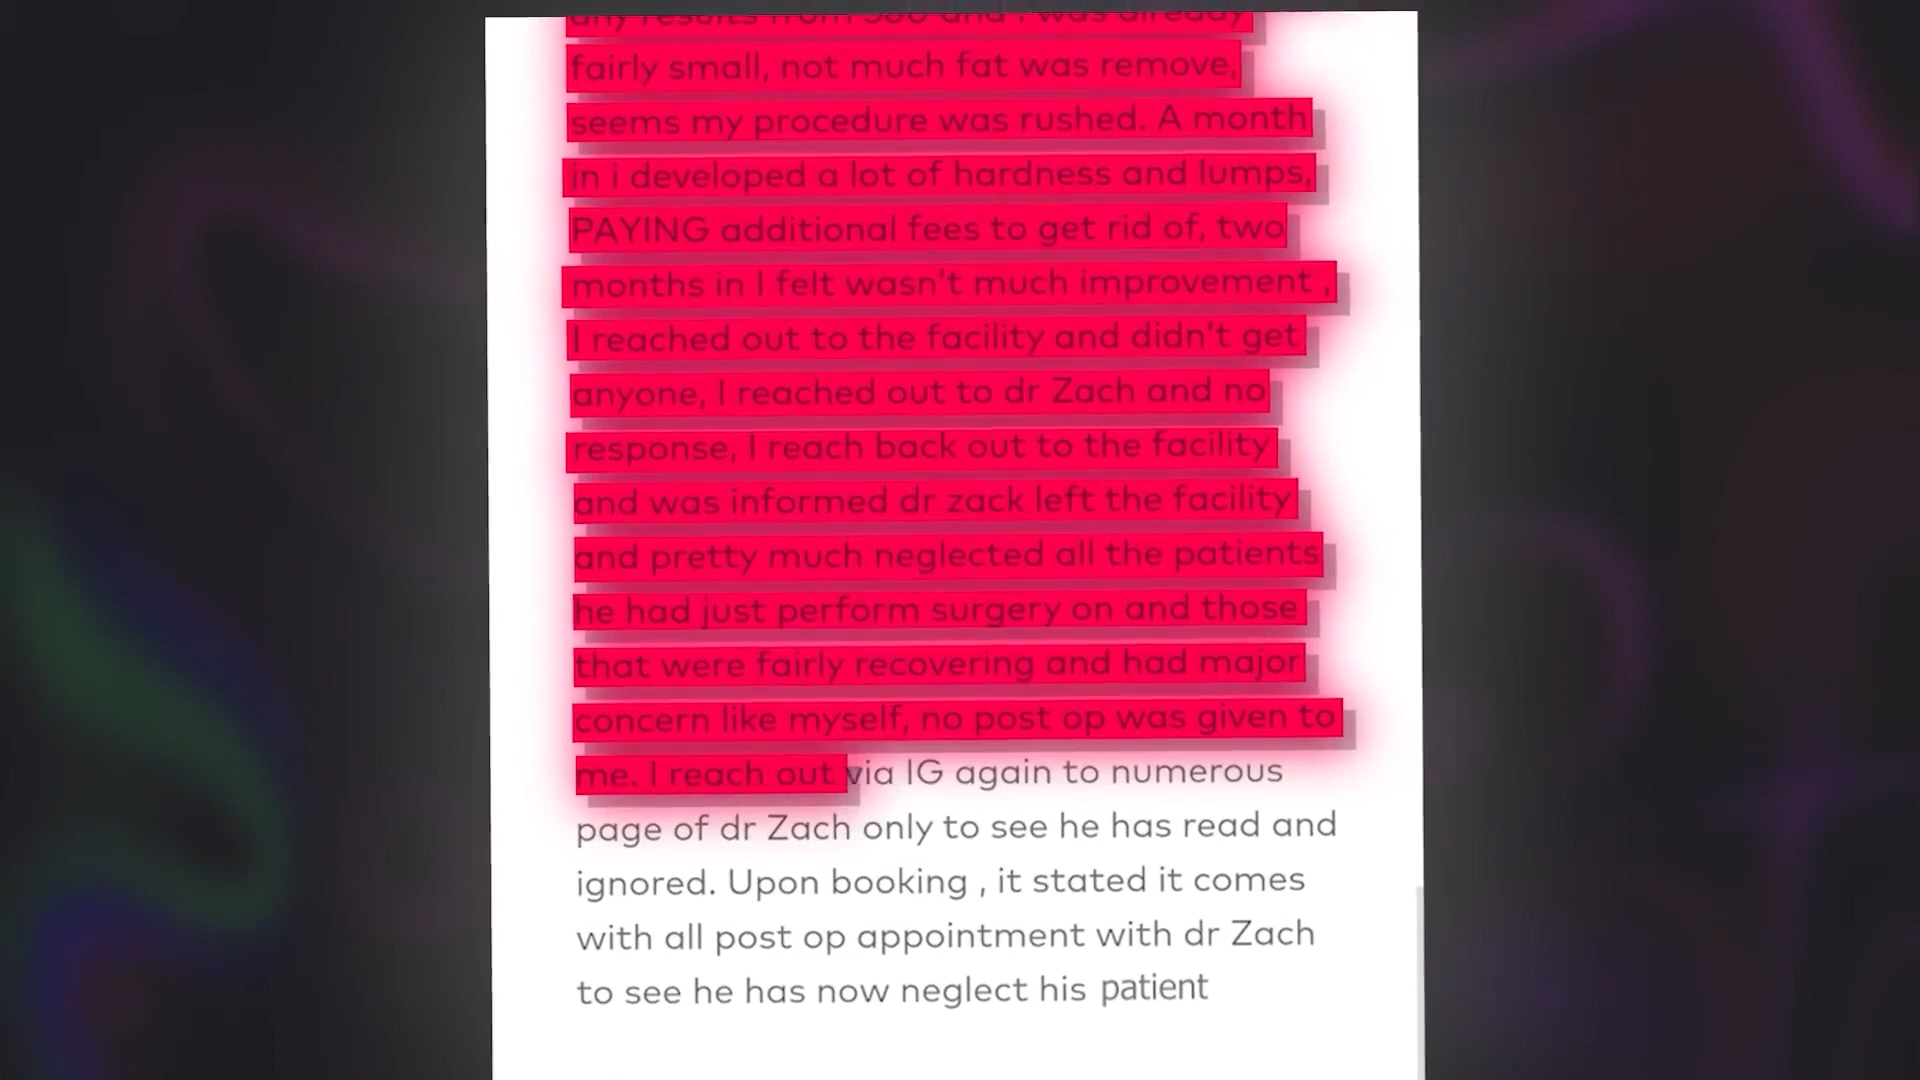 any results from 360 and i was already
fairly small, not much fat was remove,
seems my procedure was rushed. A month
in i developed a lot of hardness and lumps,
PAYING additional fees to get rid of, two
months in I felt wasn't much improvement ,
I reached out to the facility and didn't get
anyone, I reached out to dr Zach and no
response, I reach back out to the facility
and was informed dr zack left the facility
and pretty much neglected all the patients
he had just perform surgery on and those
that were fairly recovering and had major
concern like myself, no post op was given to
me. I reach out via IG again to numerous
page of dr Zach only to see he has read and
ignored. Upon booking , it stated it comes
with all post op appointment with dr Zach
to see he has now neglect his patient